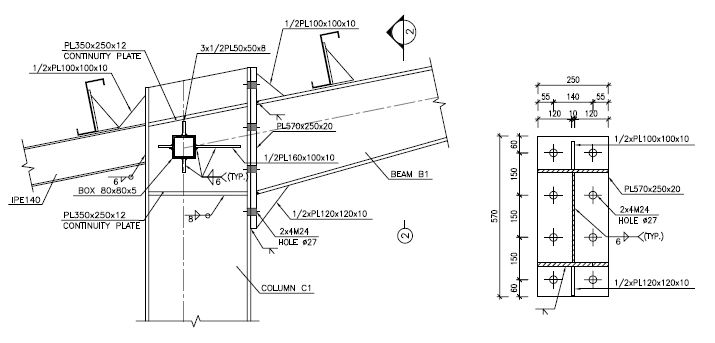 1/2PL100x100x10
2
PL350x250x12
CONTINUITY PLATE
3x1/2PL50x50x8
1/2xPL100x100x10
PL570x250x20
1/2PL160x100x10
6
6
(TYP.)
BEAM B1
BOX 80x80x5
IPE140
PL350x250x12
CONTINUITY PLATE
8
1/2xPL120x120x10
2x4M24
HOLE ø27
2
COLUMN C1
250
55
140
55
120
10
120
60
150
150
150
60
570
1/2xPL100x100x10
PL570x250x20
2x4M24
HOLE ø27
6
(TYP.)
1/2xPL120x120x10